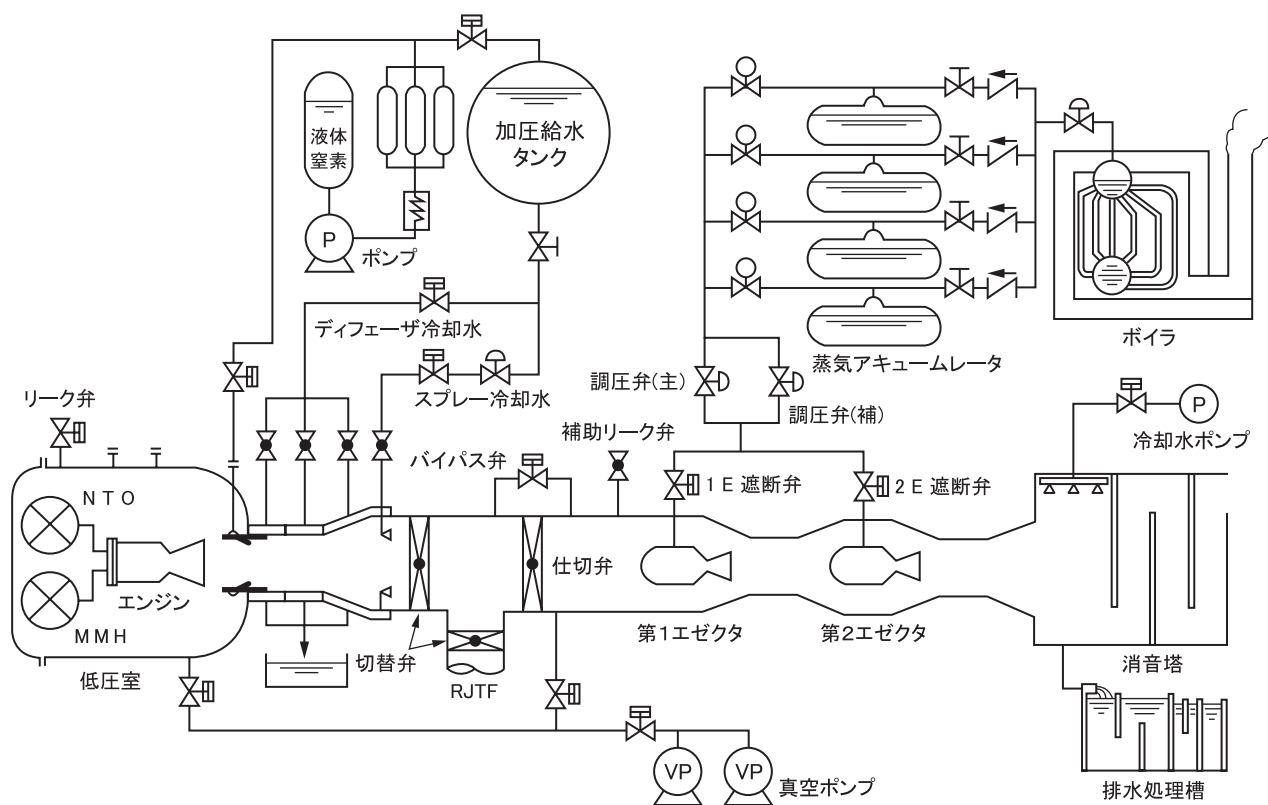 液体
窒素
P
ポンプ
加圧給水
タンク
ディフェーザ冷却水
スプレー冷却水
蒸気アキュームレータ
ボイラ
調圧弁(主)
調圧弁(補)
リーク弁
バイパス弁
補助リーク弁
1E遮断弁
2E遮断弁
P
冷却水ポンプ
NTO
エンジン
MMH
低圧室
切替弁
RJTF
仕切弁
第1エゼクタ
第2エゼクタ
消音塔
VP
VP
真空ポンプ
排水処理槽